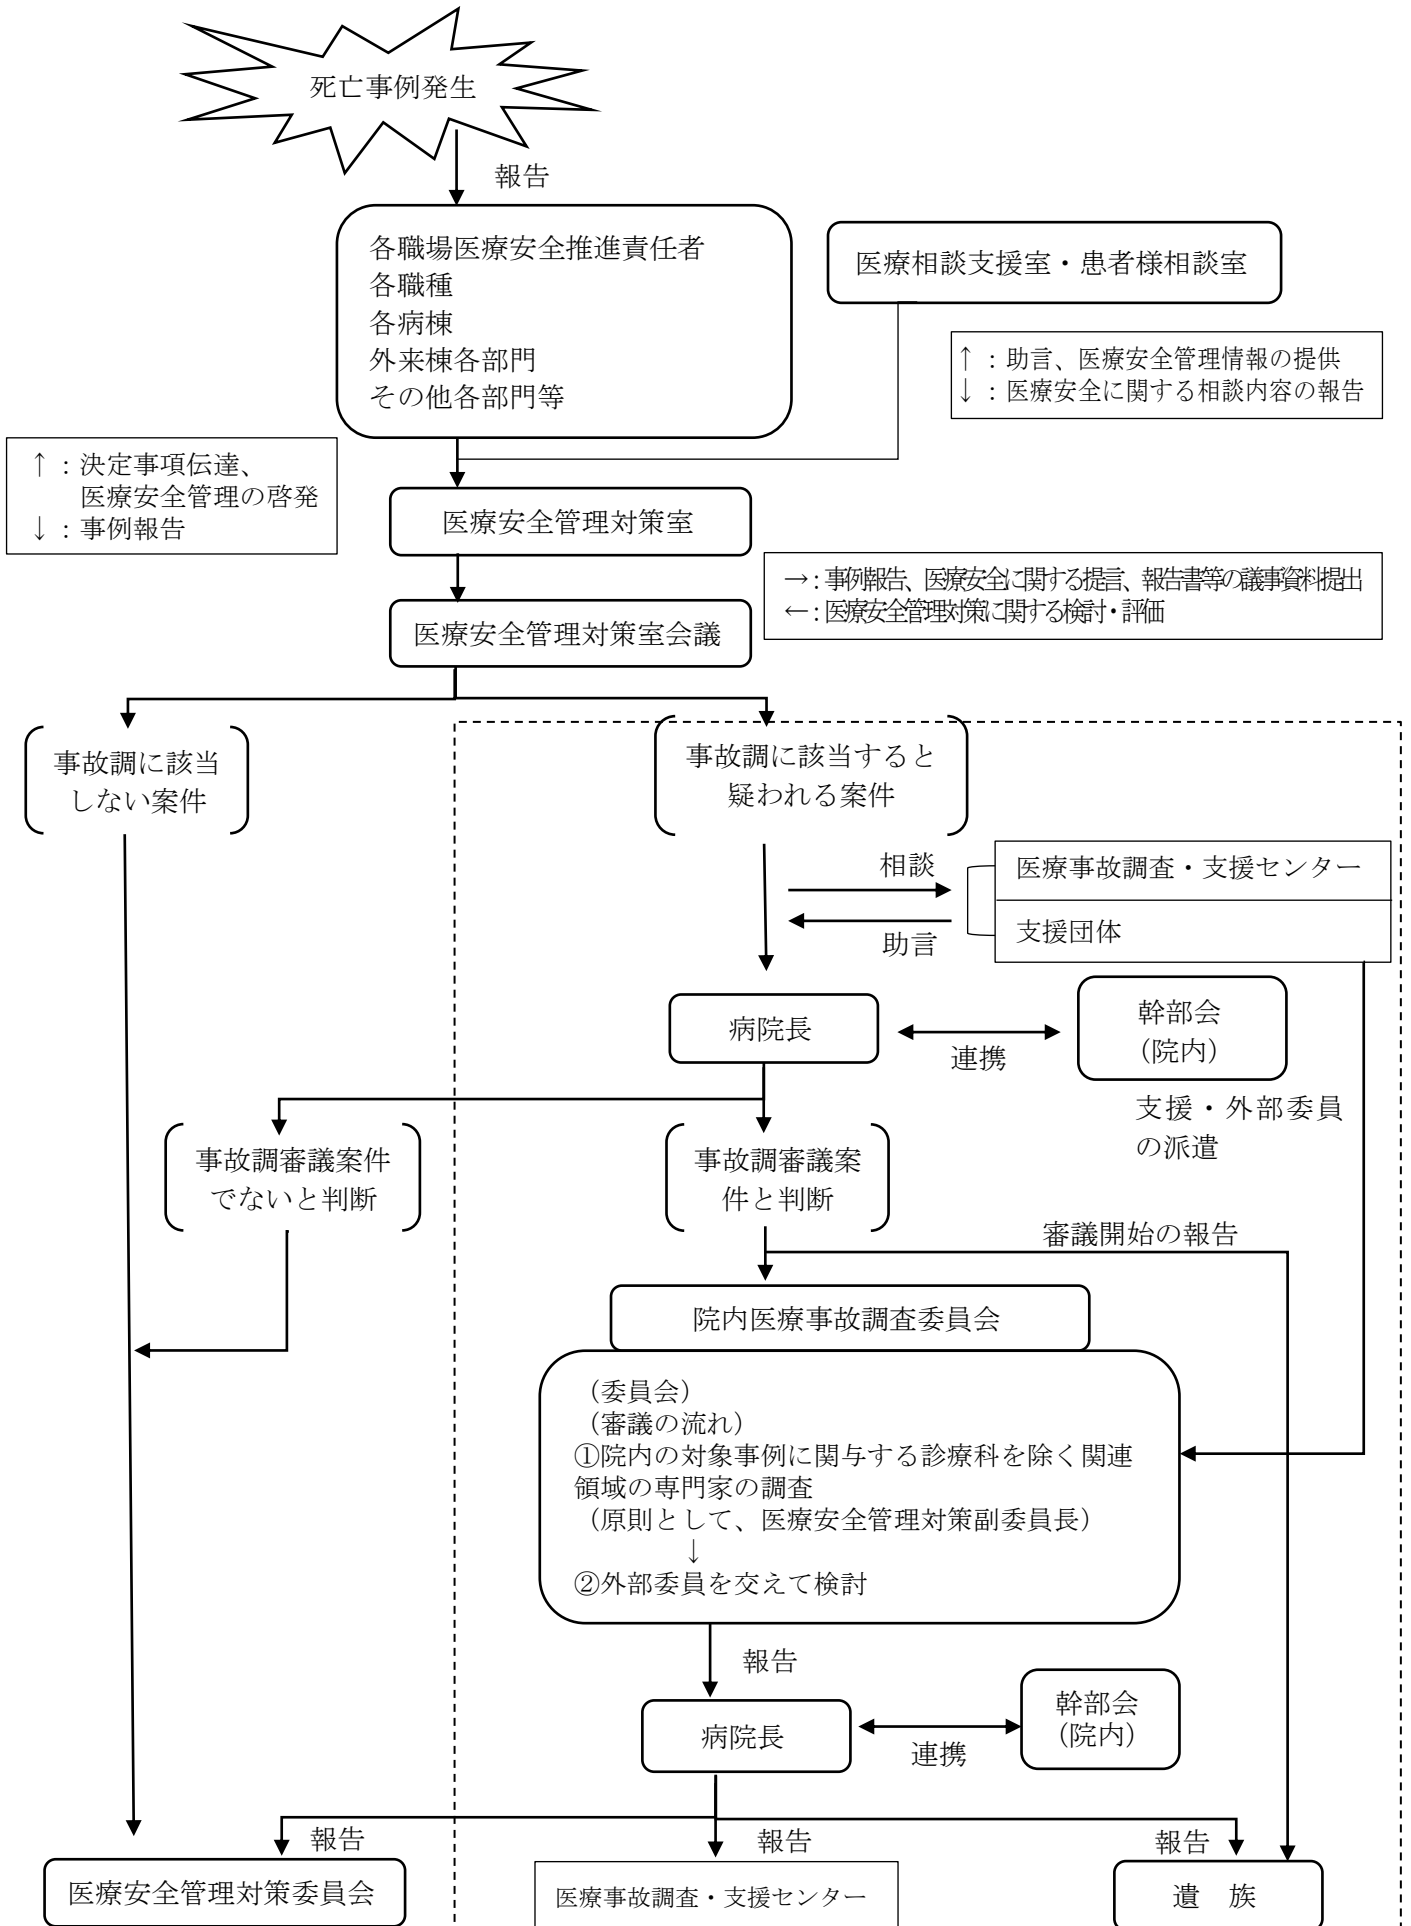 死亡事例発生
報告
各職場医療安全推進責任者
各職種
各病棟
外来棟各部門
その他各部門等
医療相談支援室・患者様相談室
↑：助言、医療安全管理情報の提供
↓：医療安全に関する相談内容の報告
↑：決定事項伝達、
医療安全管理の啓発
↓：事例報告
医療安全管理対策室
→：事例報告、医療安全に関する提言、報告書等の議事資料提出
←：医療安全管理対策に関する検討・評価
医療安全管理対策室会議
事故調に該当
しない案件
事故調に該当すると
疑われる案件
相談
助言
医療事故調査・支援センター
支援団体
病院長
連携
幹部会
（院内）
支援・外部委員
の派遣
事故調審議案件
でないと判断
事故調審議案
件と判断
審議開始の報告
院内医療事故調査委員会
（委員会）
（審議の流れ）
①院内の対象事例に関与する診療科を除く関連
領域の専門家の調査
（原則として、医療安全管理対策副委員長）
↓
②外部委員を交えて検討
報告
病院長
連携
幹部会
（院内）
報告
報告
報告
医療安全管理対策委員会
医療事故調査・支援センター
遺　族